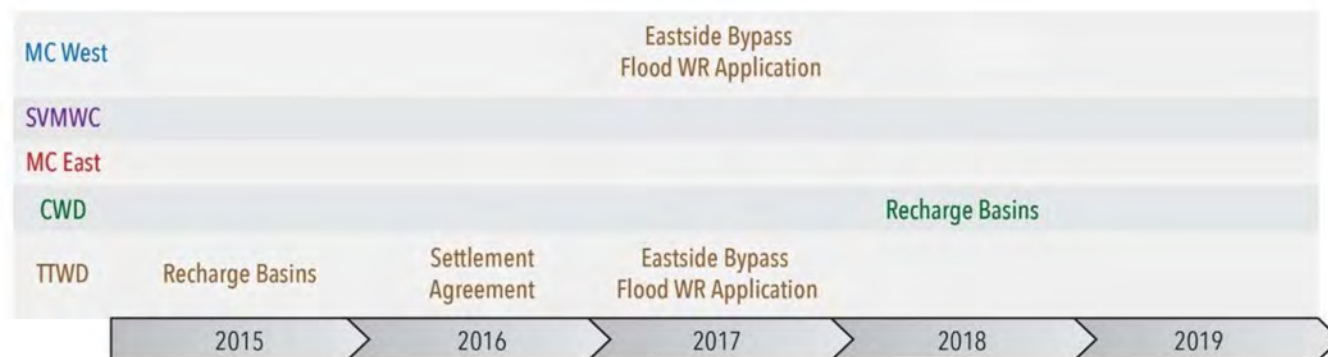 MC West
Eastside Bypass
Flood WR Application
SVMWC
MC East
CWD
Recharge Basins
TTWD
Recharge Basins
Settlement
Agreement
Eastside Bypass
Flood WR Application
2015
2016
2017
2018
2019